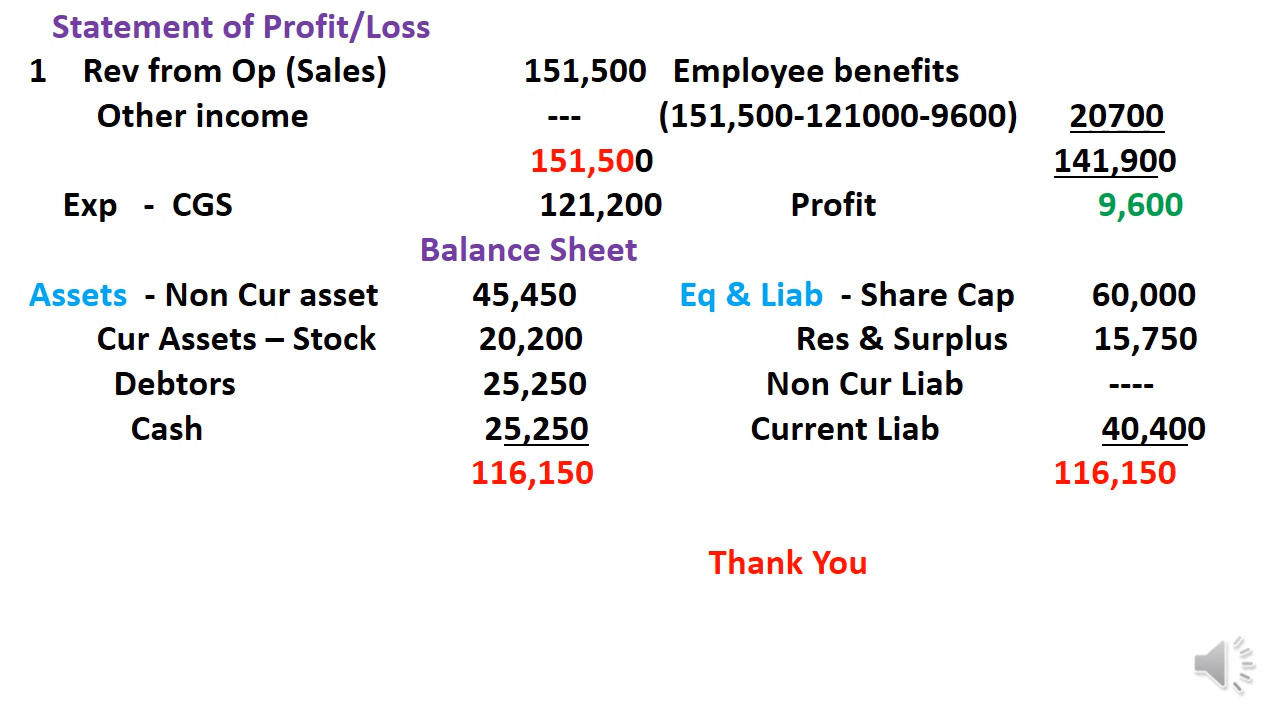 Statement of Profit/Loss
1 Rev from Op (Sales) 151,500 Employee benefits
Other income --- (151,500-121000-9600) 20700
151,500 141,900
Exp - CGS 121,200 Profit 9,600
Balance Sheet
Assets - Non Cur asset 45,450 Eq & Liab - Share Cap 60,000
Cur Assets – Stock 20,200 Res & Surplus 15,750
Debtors 25,250 Non Cur Liab ----
Cash 25,250 Current Liab 40,400
116,150 116,150
Thank You